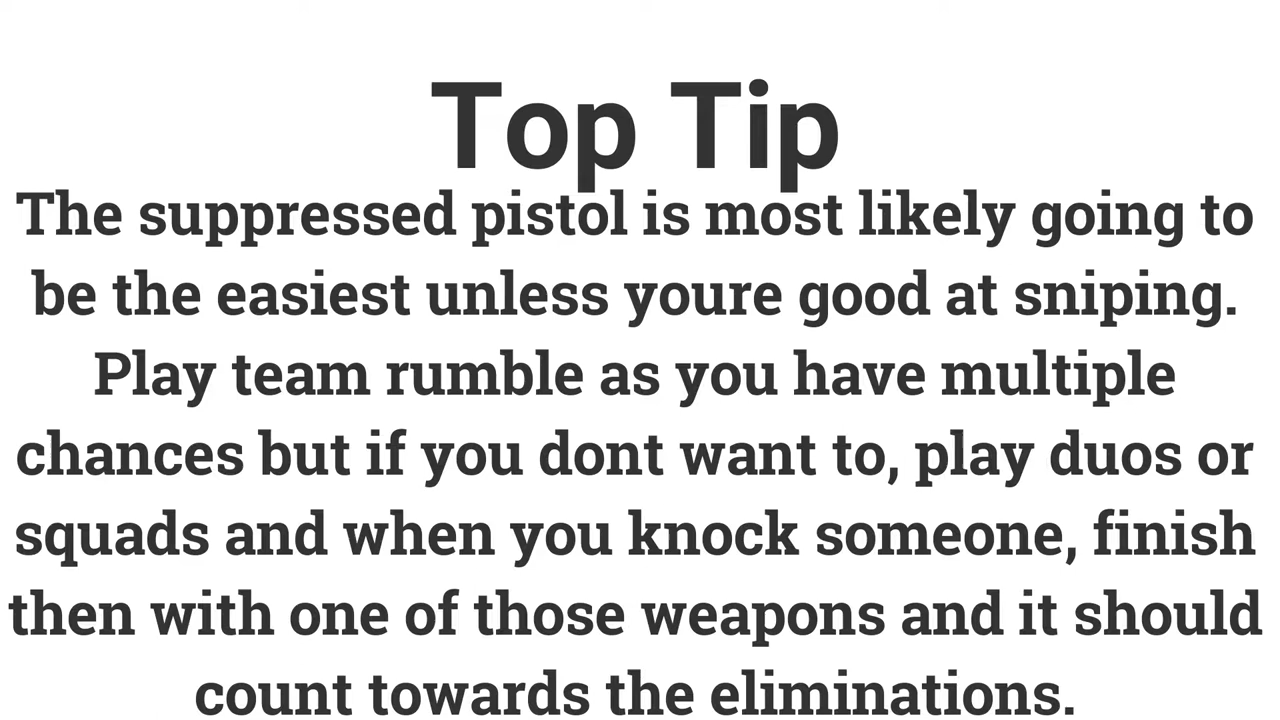 Top Tip
The suppressed pistol is most likely going to
be the easiest unless youre good at sniping.
Play team rumble as you have multiple
chances but if you dont want to, play duos or
squads and when you knock someone, finish
then with one of those weapons and it should
count towards the eliminations.